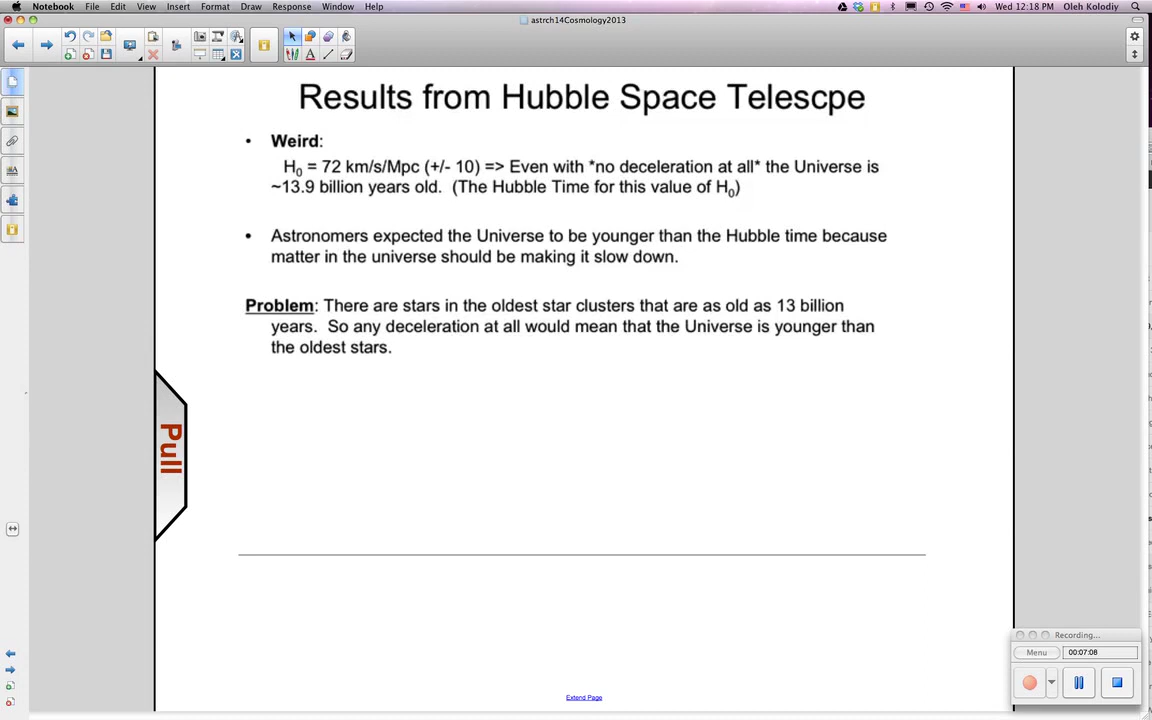 Notebook File Edit View Insert Format Draw Response Window Help Wed 12:18 PM Oleh Kolodiy
astrch14Cosmology2013
Results from Hubble Space Telescpe
• Weird:
H0 = 72 km/s/Mpc (+/- 10) => Even with *no deceleration at all* the Universe is
~13.9 billion years old. (The Hubble Time for this value of H0)
• Astronomers expected the Universe to be younger than the Hubble time because
matter in the universe should be making it slow down.
Problem: There are stars in the oldest star clusters that are as old as 13 billion
years. So any deceleration at all would mean that the Universe is younger than
the oldest stars.
Pull
Recording...
Menu 00:07:08
Extend Page